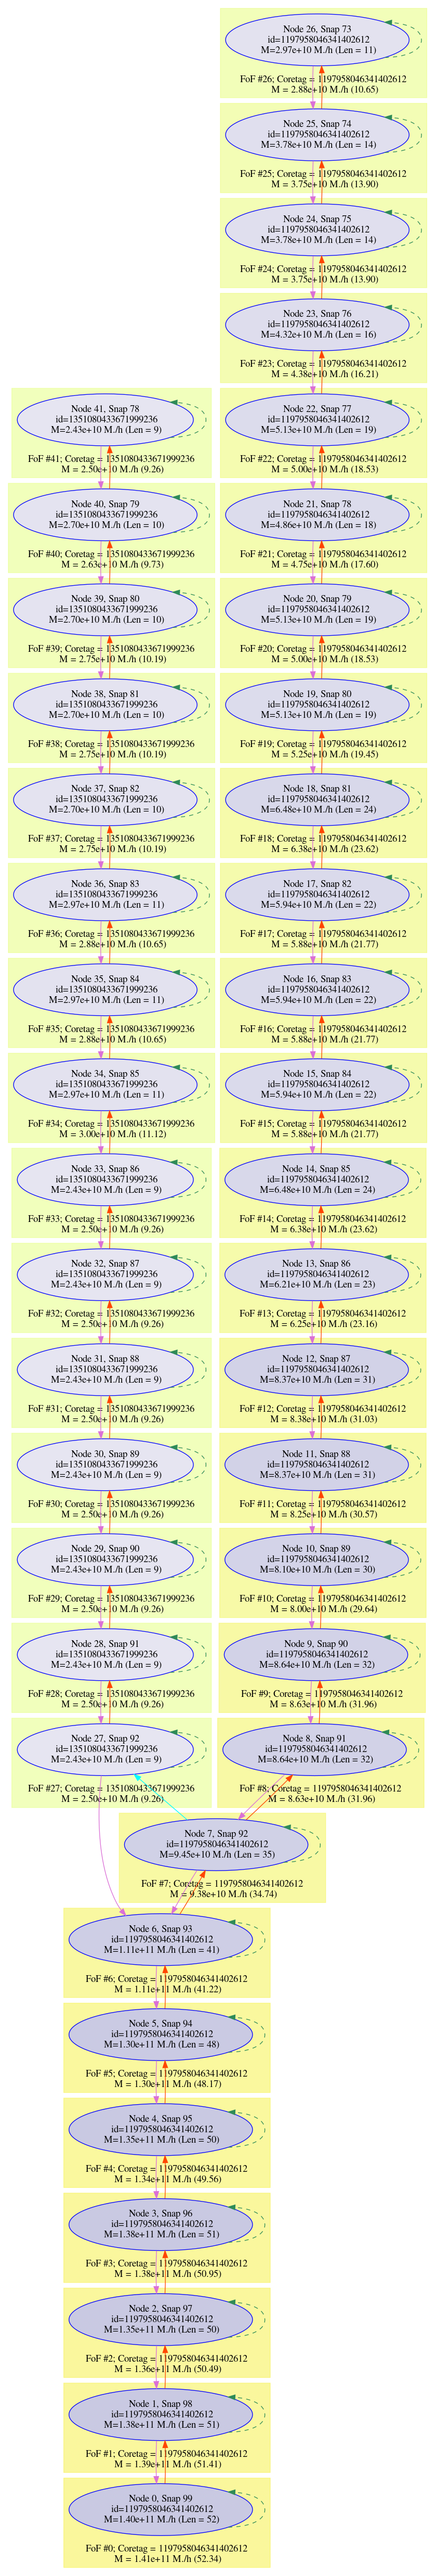 Node 26, Snap 73
id=1197958046341402612
M=2.97e+10 M./h (Len = 11)
FoF #26; Coretag = 1197958046341402612
M = 2.88e+10 M./h (10.65)
Node 25, Snap 74
id=1197958046341402612
M=3.78e+10 M./h (Len = 14)
FoF #25; Coretag = 1197958046341402612
M = 3.75e+10 M./h (13.90)
Node 24, Snap 75
id=1197958046341402612
M=3.78e+10 M./h (Len = 14)
FoF #24; Coretag = 1197958046341402612
M = 3.75e+10 M./h (13.90)
Node 23, Snap 76
id=1197958046341402612
M=4.32e+10 M./h (Len = 16)
FoF #23; Coretag = 1197958046341402612
M = 4.38e+10 M./h (16.21)
Node 41, Snap 78
id=1351080433671999236
M=2.43e+10 M./h (Len = 9)
FoF #41; Coretag = 1351080433671999236
M = 2.50e+10 M./h (9.26)
Node 22, Snap 77
id=1197958046341402612
M=5.13e+10 M./h (Len = 19)
FoF #22; Coretag = 1197958046341402612
M = 5.00e+10 M./h (18.53)
Node 40, Snap 79
id=1351080433671999236
M=2.70e+10 M./h (Len = 10)
FoF #40; Coretag = 1351080433671999236
M = 2.63e+10 M./h (9.73)
Node 21, Snap 78
id=1197958046341402612
M=4.86e+10 M./h (Len = 18)
FoF #21; Coretag = 1197958046341402612
M = 4.75e+10 M./h (17.60)
Node 39, Snap 80
id=1351080433671999236
M=2.70e+10 M./h (Len = 10)
FoF #39; Coretag = 1351080433671999236
M = 2.75e+10 M./h (10.19)
Node 20, Snap 79
id=1197958046341402612
M=5.13e+10 M./h (Len = 19)
FoF #20; Coretag = 1197958046341402612
M = 5.00e+10 M./h (18.53)
Node 38, Snap 81
id=1351080433671999236
M=2.70e+10 M./h (Len = 10)
FoF #38; Coretag = 1351080433671999236
M = 2.75e+10 M./h (10.19)
Node 19, Snap 80
id=1197958046341402612
M=5.13e+10 M./h (Len = 19)
FoF #19; Coretag = 1197958046341402612
M = 5.25e+10 M./h (19.45)
Node 37, Snap 82
id=1351080433671999236
M=2.70e+10 M./h (Len = 10)
FoF #37; Coretag = 1351080433671999236
M = 2.75e+10 M./h (10.19)
Node 18, Snap 81
id=1197958046341402612
M=6.48e+10 M./h (Len = 24)
FoF #18; Coretag = 1197958046341402612
M = 6.38e+10 M./h (23.62)
Node 36, Snap 83
id=1351080433671999236
M=2.97e+10 M./h (Len = 11)
FoF #36; Coretag = 1351080433671999236
M = 2.88e+10 M./h (10.65)
Node 17, Snap 82
id=1197958046341402612
M=5.94e+10 M./h (Len = 22)
FoF #17; Coretag = 1197958046341402612
M = 5.88e+10 M./h (21.77)
Node 35, Snap 84
id=1351080433671999236
M=2.97e+10 M./h (Len = 11)
FoF #35; Coretag = 1351080433671999236
M = 2.88e+10 M./h (10.65)
Node 16, Snap 83
id=1197958046341402612
M=5.94e+10 M./h (Len = 22)
FoF #16; Coretag = 1197958046341402612
M = 5.88e+10 M./h (21.77)
Node 34, Snap 85
id=1351080433671999236
M=2.97e+10 M./h (Len = 11)
FoF #34; Coretag = 1351080433671999236
M = 3.00e+10 M./h (11.12)
Node 15, Snap 84
id=1197958046341402612
M=5.94e+10 M./h (Len = 22)
FoF #15; Coretag = 1197958046341402612
M = 5.88e+10 M./h (21.77)
Node 33, Snap 86
id=1351080433671999236
M=2.43e+10 M./h (Len = 9)
FoF #33; Coretag = 1351080433671999236
M = 2.50e+10 M./h (9.26)
Node 14, Snap 85
id=1197958046341402612
M=6.48e+10 M./h (Len = 24)
FoF #14; Coretag = 1197958046341402612
M = 6.38e+10 M./h (23.62)
Node 32, Snap 87
id=1351080433671999236
M=2.43e+10 M./h (Len = 9)
FoF #32; Coretag = 1351080433671999236
M = 2.50e+10 M./h (9.26)
Node 13, Snap 86
id=1197958046341402612
M=6.21e+10 M./h (Len = 23)
FoF #13; Coretag = 1197958046341402612
M = 6.25e+10 M./h (23.16)
Node 31, Snap 88
id=1351080433671999236
M=2.43e+10 M./h (Len = 9)
FoF #31; Coretag = 1351080433671999236
M = 2.50e+10 M./h (9.26)
Node 12, Snap 87
id=1197958046341402612
M=8.37e+10 M./h (Len = 31)
FoF #12; Coretag = 1197958046341402612
M = 8.38e+10 M./h (31.03)
Node 30, Snap 89
id=1351080433671999236
M=2.43e+10 M./h (Len = 9)
FoF #30; Coretag = 1351080433671999236
M = 2.50e+10 M./h (9.26)
Node 11, Snap 88
id=1197958046341402612
M=8.37e+10 M./h (Len = 31)
FoF #11; Coretag = 1197958046341402612
M = 8.25e+10 M./h (30.57)
Node 29, Snap 90
id=1351080433671999236
M=2.43e+10 M./h (Len = 9)
FoF #29; Coretag = 1351080433671999236
M = 2.50e+10 M./h (9.26)
Node 10, Snap 89
id=1197958046341402612
M=8.10e+10 M./h (Len = 30)
FoF #10; Coretag = 1197958046341402612
M = 8.00e+10 M./h (29.64)
Node 28, Snap 91
id=1351080433671999236
M=2.43e+10 M./h (Len = 9)
FoF #28; Coretag = 1351080433671999236
M = 2.50e+10 M./h (9.26)
Node 9, Snap 90
id=1197958046341402612
M=8.64e+10 M./h (Len = 32)
FoF #9; Coretag = 1197958046341402612
M = 8.63e+10 M./h (31.96)
Node 27, Snap 92
id=1351080433671999236
M=2.43e+10 M./h (Len = 9)
FoF #27; Coretag = 1351080433671999236
M = 2.50e+10 M./h (9.26)
Node 8, Snap 91
id=1197958046341402612
M=8.64e+10 M./h (Len = 32)
FoF #8; Coretag = 1197958046341402612
M = 8.63e+10 M./h (31.96)
Node 7, Snap 92
id=1197958046341402612
M=9.45e+10 M./h (Len = 35)
FoF #7; Coretag = 1197958046341402612
M = 9.38e+10 M./h (34.74)
Node 6, Snap 93
id=1197958046341402612
M=1.11e+11 M./h (Len = 41)
FoF #6; Coretag = 1197958046341402612
M = 1.11e+11 M./h (41.22)
Node 5, Snap 94
id=1197958046341402612
M=1.30e+11 M./h (Len = 48)
FoF #5; Coretag = 1197958046341402612
M = 1.30e+11 M./h (48.17)
Node 4, Snap 95
id=1197958046341402612
M=1.35e+11 M./h (Len = 50)
FoF #4; Coretag = 1197958046341402612
M = 1.34e+11 M./h (49.56)
Node 3, Snap 96
id=1197958046341402612
M=1.38e+11 M./h (Len = 51)
FoF #3; Coretag = 1197958046341402612
M = 1.38e+11 M./h (50.95)
Node 2, Snap 97
id=1197958046341402612
M=1.35e+11 M./h (Len = 50)
FoF #2; Coretag = 1197958046341402612
M = 1.36e+11 M./h (50.49)
Node 1, Snap 98
id=1197958046341402612
M=1.38e+11 M./h (Len = 51)
FoF #1; Coretag = 1197958046341402612
M = 1.39e+11 M./h (51.41)
Node 0, Snap 99
id=1197958046341402612
M=1.40e+11 M./h (Len = 52)
FoF #0; Coretag = 1197958046341402612
M = 1.41e+11 M./h (52.34)